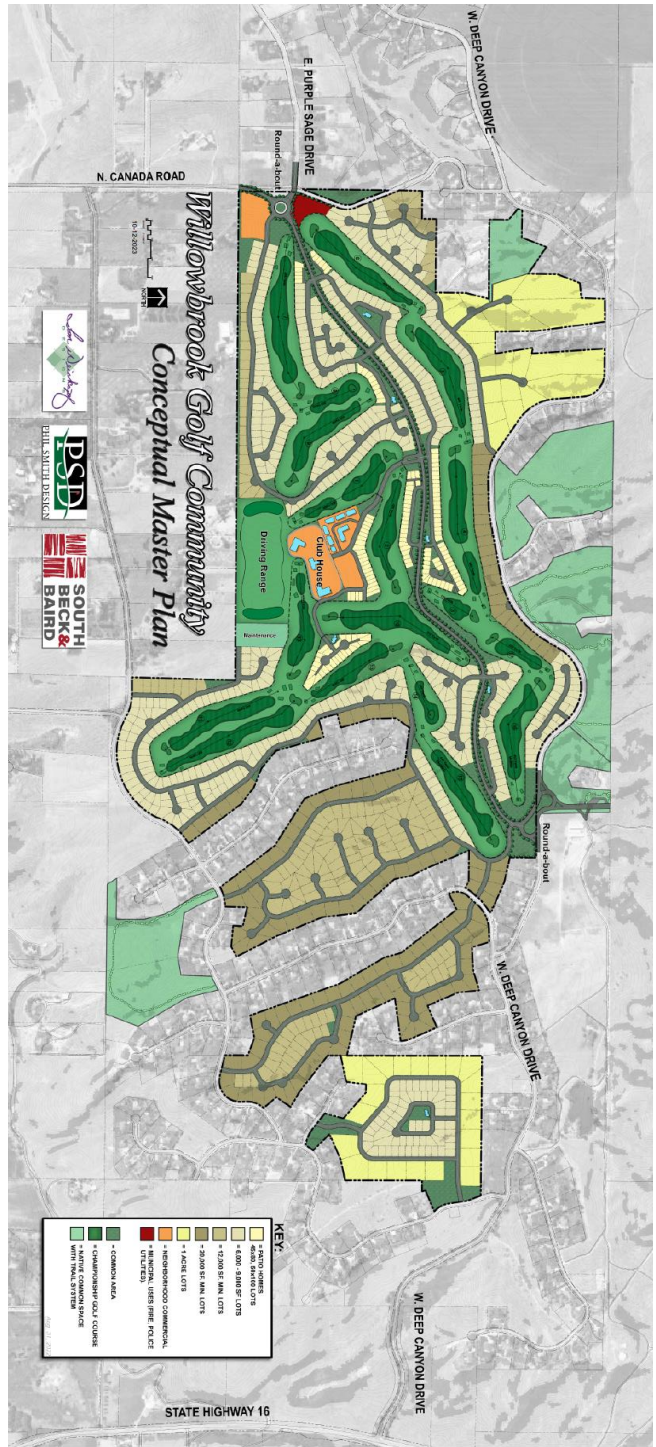 W. DEEP CANYON DRIVE
E. PURPLE SAGE DRIVE
Round-a-bout
N. CANADA ROAD
Willowbrook Golf Community
Conceptual Master Plan
10-12-2023
NORTH
PSD
PHIL SMITH DESIGN
SOUTH
BECK&
BAIRD
Club House
Driving Range
Maintenance
Round-a-bout
W. DEEP CANYON DRIVE
W. DEEP CANYON DRIVE
STATE HIGHWAY 16
KEY:
= PATIO HOMES
= 6,000 - 9,000 SF LOTS
= 12,000 SF. MIN. LOTS
= 20,000 SF. MIN. LOTS
= 1 ACRE LOTS
= NEIGHBORHOOD COMMERCIAL
= MUNICIPAL USES (FIRE, POLICE
UTILITIES).
= COMMON AREA
= CHAMPIONSHIP GOLF COURSE
= NATIVE COMMON SPACE
WITH TRAIL SYSTEM